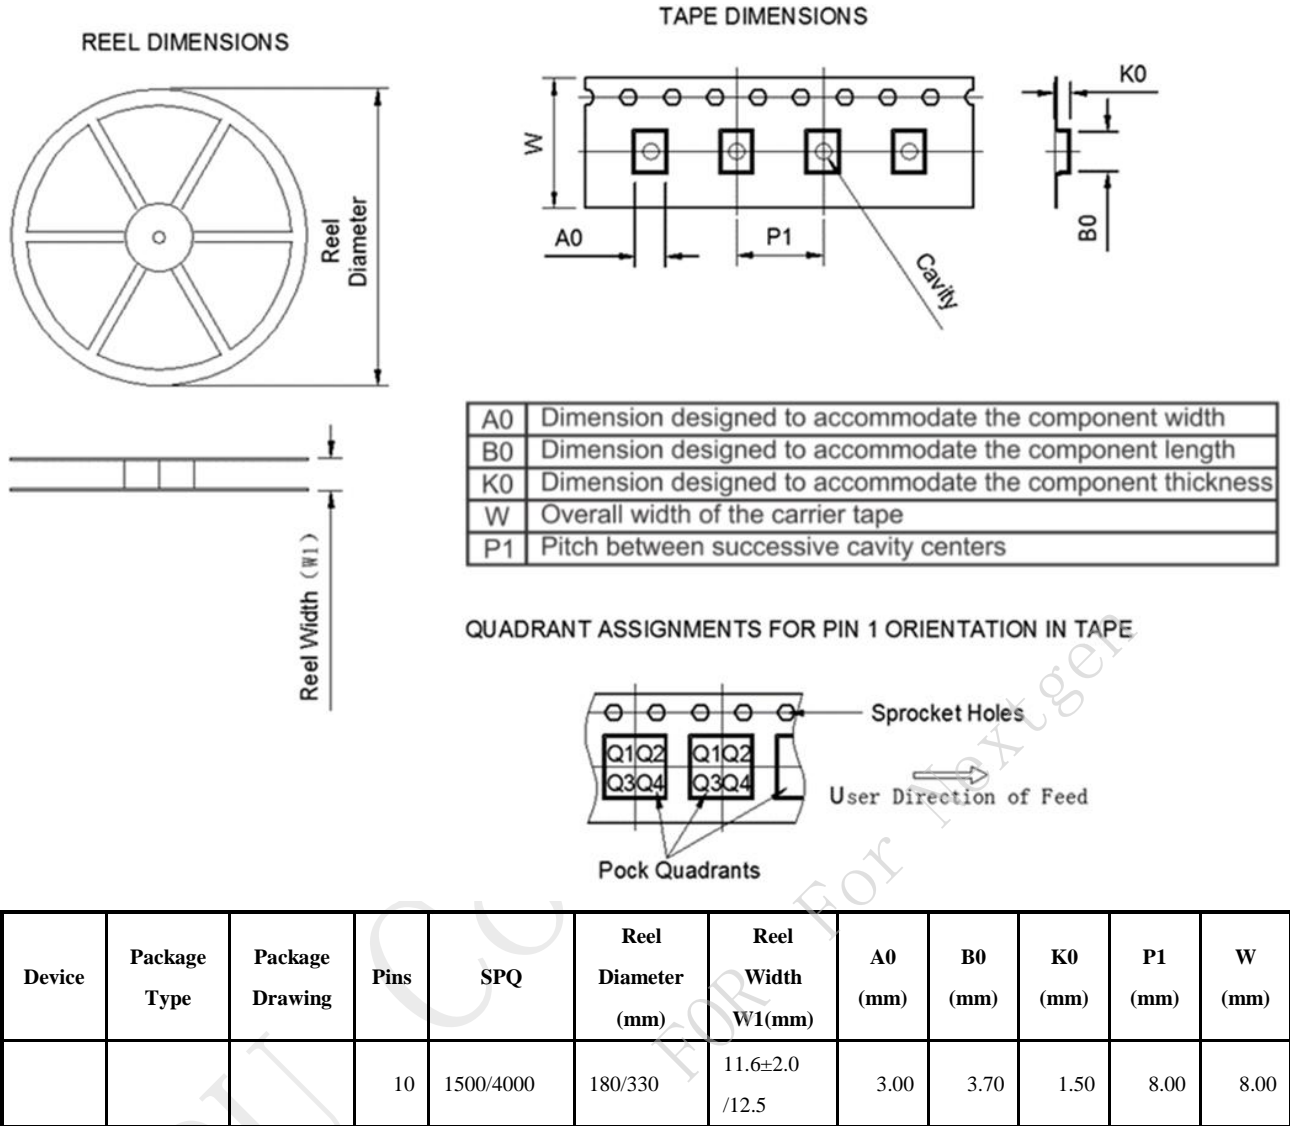 TAPE DIMENSIONS
REEL DIMENSIONS
K0
W
A0
P1
B0
Cavity
Reel
Diameter
A0 Dimension designed to accommodate the component width
B0 Dimension designed to accommodate the component length
K0 Dimension designed to accommodate the component thickness
W Overall width of the carrier tape
P1 Pitch between successive cavity centers
Reel Width (W1)
QUADRANT ASSIGNMENTS FOR PIN 1 ORIENTATION IN TAPE
Sprocket Holes
Q1 Q2 Q1 Q2
Q3 Q4 Q3 Q4
User Direction of Feed
Pock Quadrants
For Nextgen
FOR
Device Package Type Package Drawing Pins SPQ Reel Diameter (mm) Reel Width W1(mm) A0 (mm) B0 (mm) K0 (mm) P1 (mm) W (mm)
10 1500/4000 180/330 11.6±2.0 /12.5 3.00 3.70 1.50 8.00 8.00